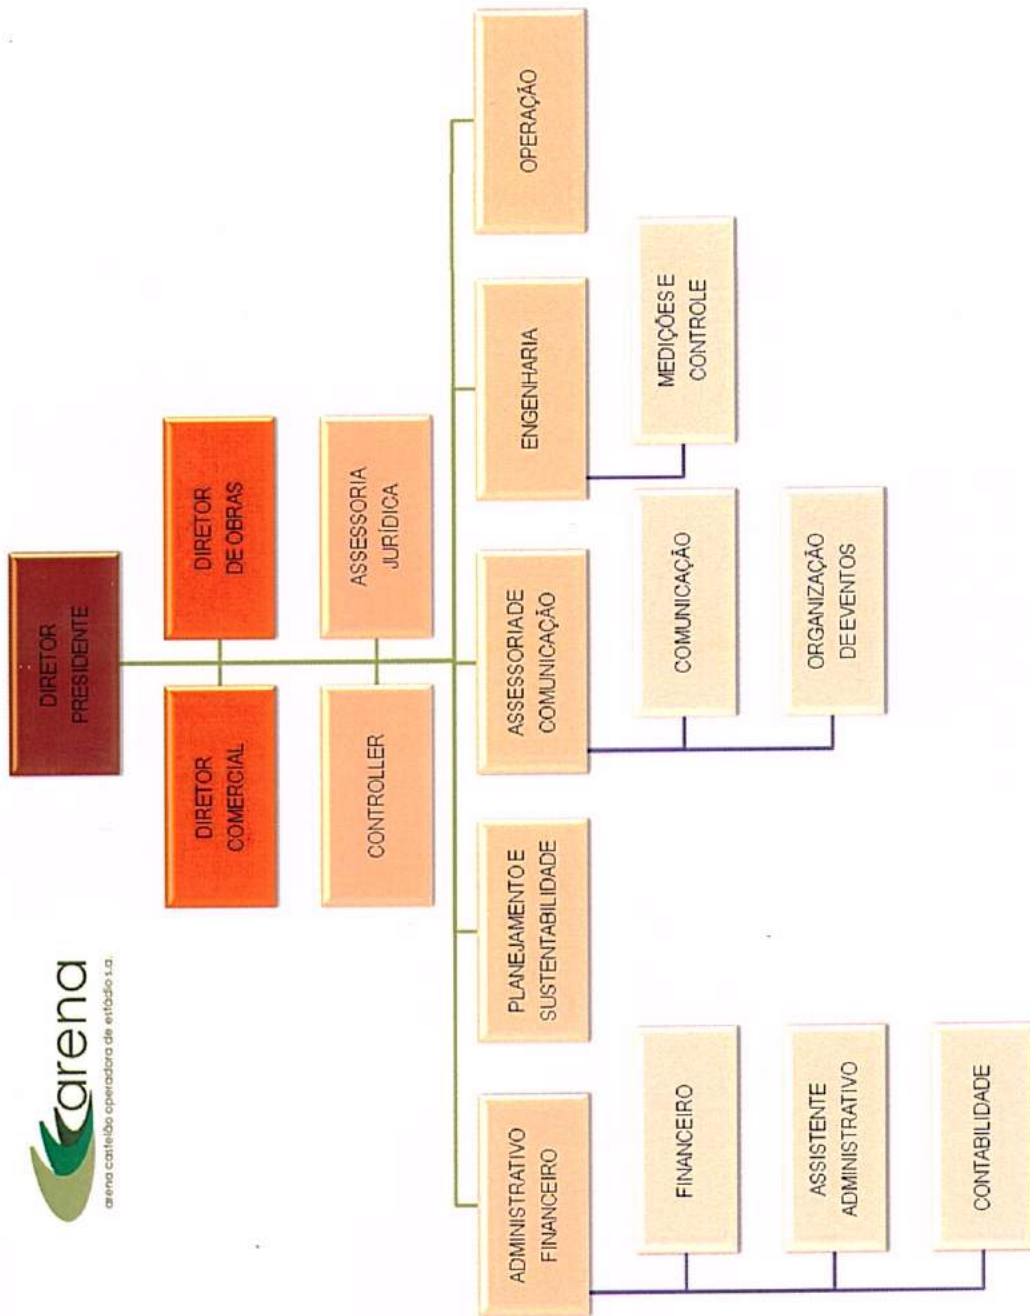 arena
arena castelão operadora de estádio s.a.
DIRETOR
PRESIDENTE
DIRETOR
COMERCIAL
DIRETOR
DE OBRAS
CONTROLLER
ASSESSORIA
JURÍDICA
ADMINISTRATIVO
FINANCEIRO
PLANEJAMENTO E
SUSTENTABILIDADE
ASSESSORIA DE
COMUNICAÇÃO
ENGENHARIA
OPERAÇÃO
FINANCEIRO
ASSISTENTE
ADMINISTRATIVO
CONTABILIDADE
COMUNICAÇÃO
ORGANIZAÇÃO
DE EVENTOS
MEDIÇÕES E
CONTROLE